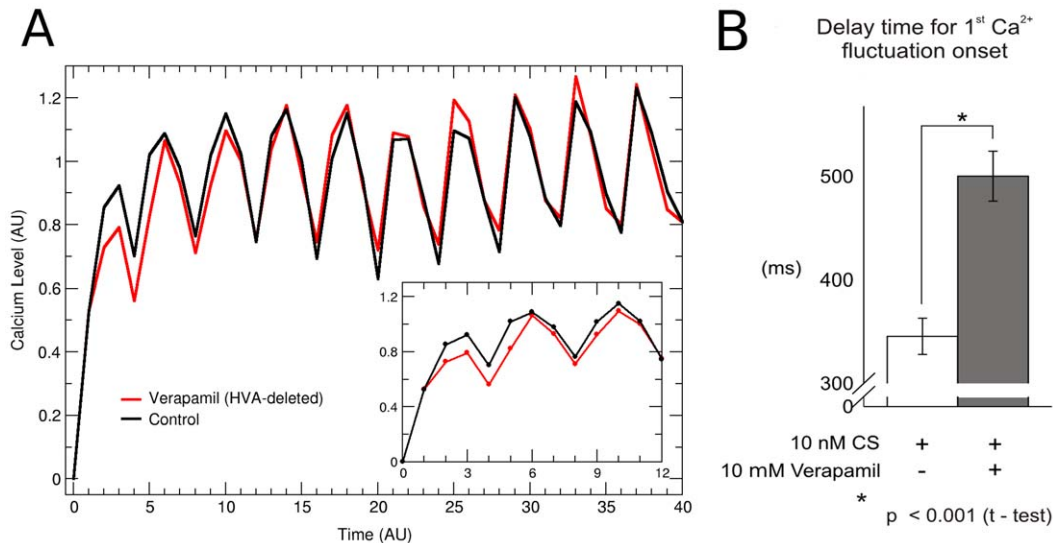 A
Calcium Level (AU)
1.2
1
0.8
0.6
0.4
0.2
0
Verapamil (HVA-deleted)
Control
1.2
0.8
0.4
0
0 3 6 9 12
0 5 10 15 20 25 30 35 40
Time (AU)
B
Delay time for 1st Ca2+
fluctuation onset
*
500
(ms)
400
300
0
10 nM CS + +
10 mM Verapamil - +
*
p < 0.001 (t - test)